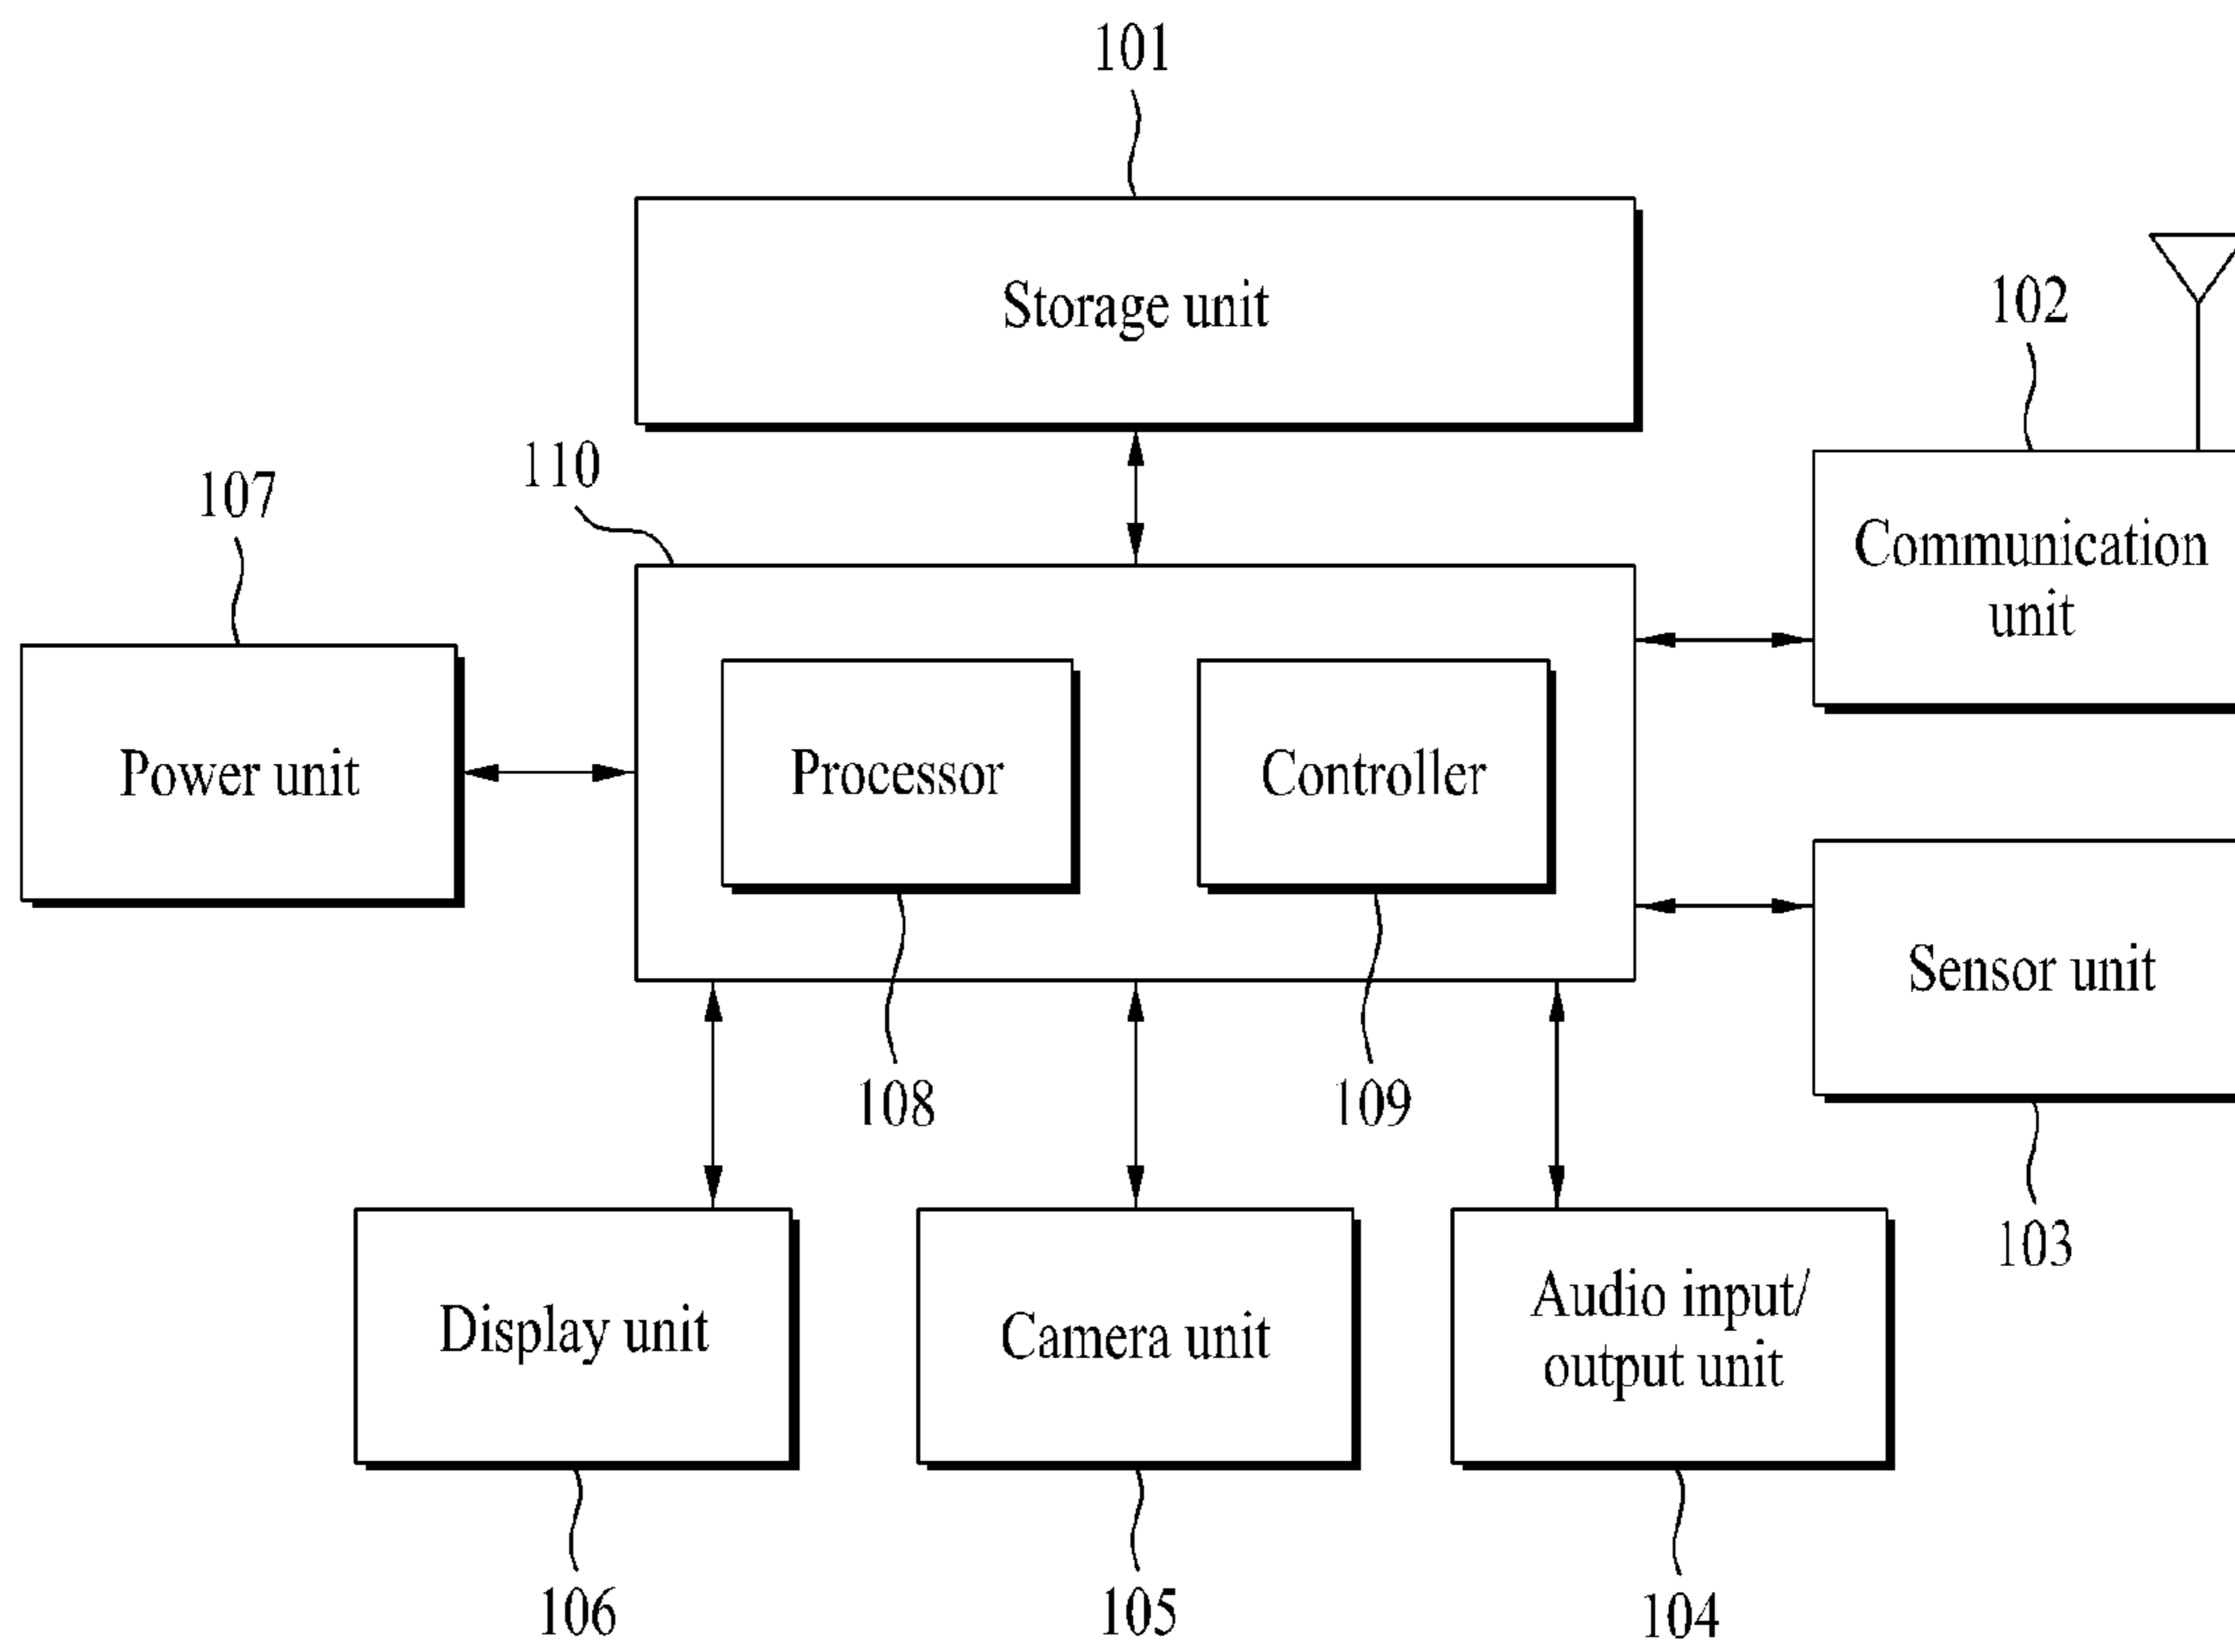 101
Storage unit
102
110
107
Communication
unit
Power unit
Processor
Controller
Sensor unit
108
109
103
Display unit
Camera unit
Audio input/
output unit
106
105
104